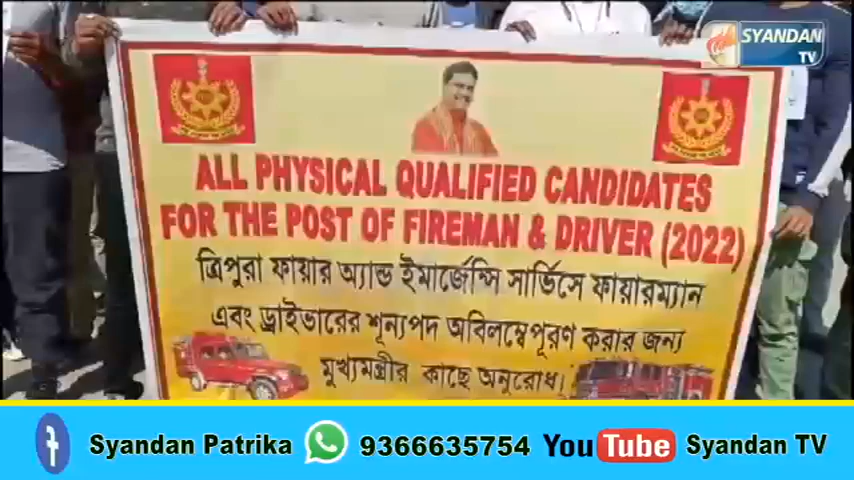 SYANDAN
TV
ALL PHYSICAL QUALIFIED CANDIDATES
FOR THE POST OF FIREMAN & DRIVER (2022)
ত্রিপুরা ফায়ার অ্যান্ড ইমার্জেন্সি সার্ভিসে ফায়ারম্যান
এবং ড্রাইভারের শূন্যপদ অবিলম্বেপূরণ করার জন্য
মুখ্যমন্ত্রীর কাছে অনুরোধ।
Syandan Patrika 9366635754 YouTube Syandan TV